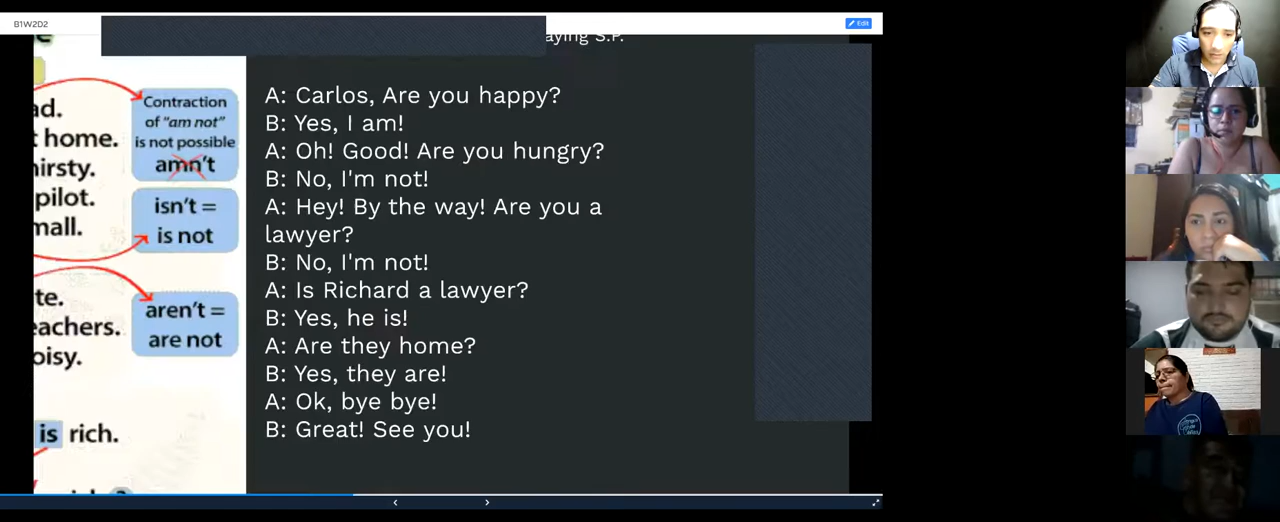 B1W2D2
Edit
aying S.P.
ad.
t home.
hirsty.
pilot.
mall.
te.
eachers.
oisy.
is rich.
Contraction
of "am not"
is not possible
amn't
isn't =
is not
aren't =
are not
A: Carlos, Are you happy?
B: Yes, I am!
A: Oh! Good! Are you hungry?
B: No, I'm not!
A: Hey! By the way! Are you a
lawyer?
B: No, I'm not!
A: Is Richard a lawyer?
B: Yes, he is!
A: Are they home?
B: Yes, they are!
A: Ok, bye bye!
B: Great! See you!